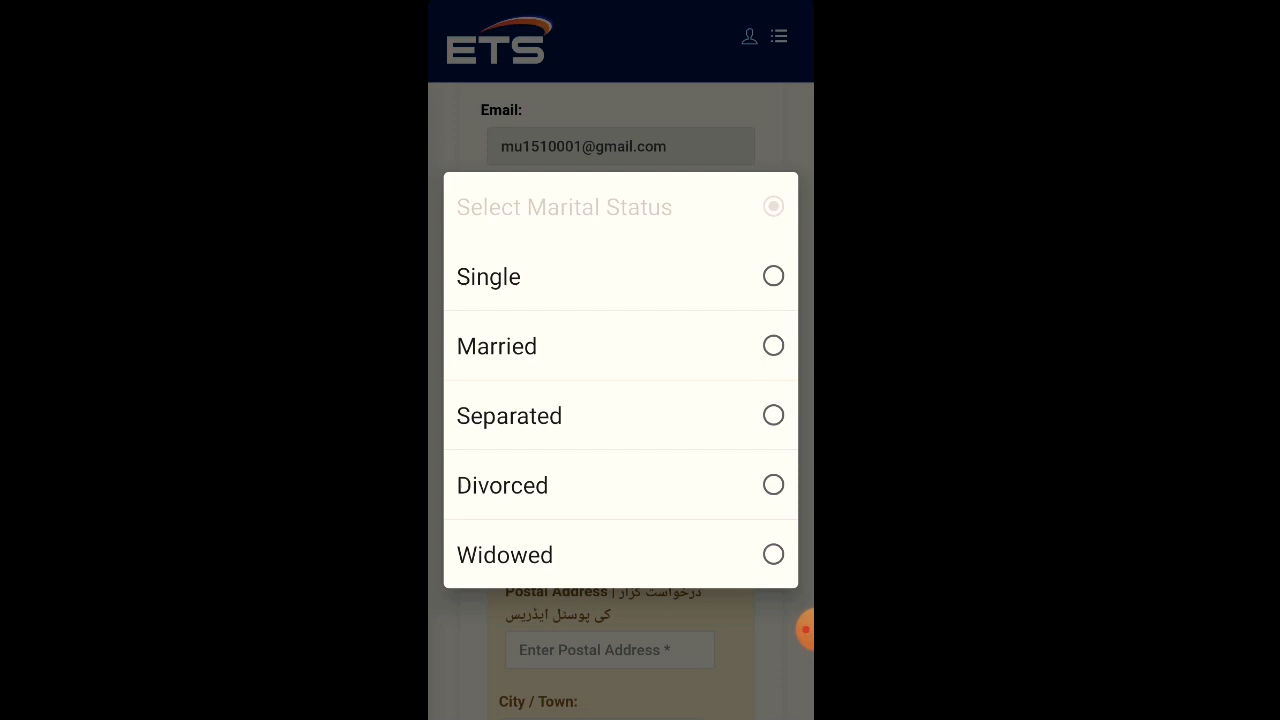 ETS
Email:
mu1510001@gmail.com
Select Marital Status
Single
Married
Separated
Divorced
Widowed
Postal Address | درخواست گزار
کی پوسٹل ایڈریس
Enter Postal Address *
City / Town: